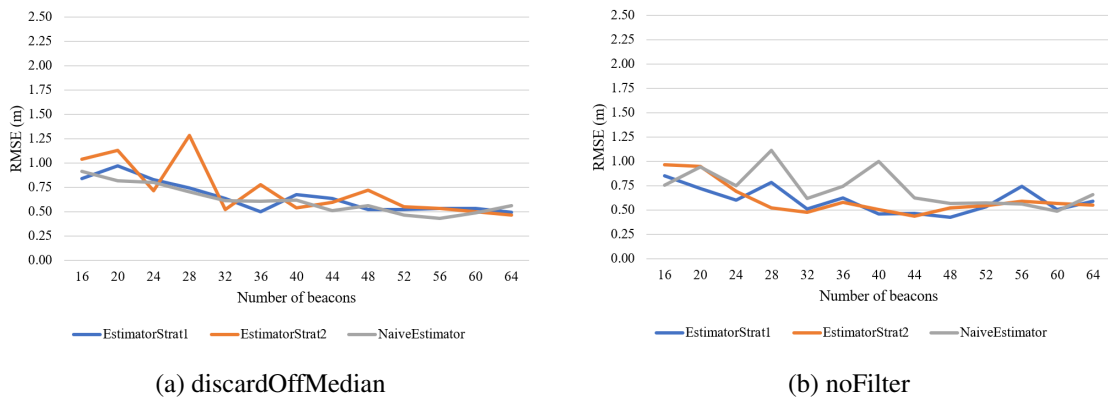 2.50
2.25
2.00
1.75
1.50
1.25
1.00
0.75
0.50
0.25
0.00
RMSE (m)
16 20 24 28 32 36 40 44 48 52 56 60 64
Number of beacons
EstimatorStrat1 EstimatorStrat2 NaiveEstimator
(a) discardOffMedian
2.50
2.25
2.00
1.75
1.50
1.25
1.00
0.75
0.50
0.25
0.00
RMSE (m)
16 20 24 28 32 36 40 44 48 52 56 60 64
Number of beacons
EstimatorStrat1 EstimatorStrat2 NaiveEstimator
(b) noFilter